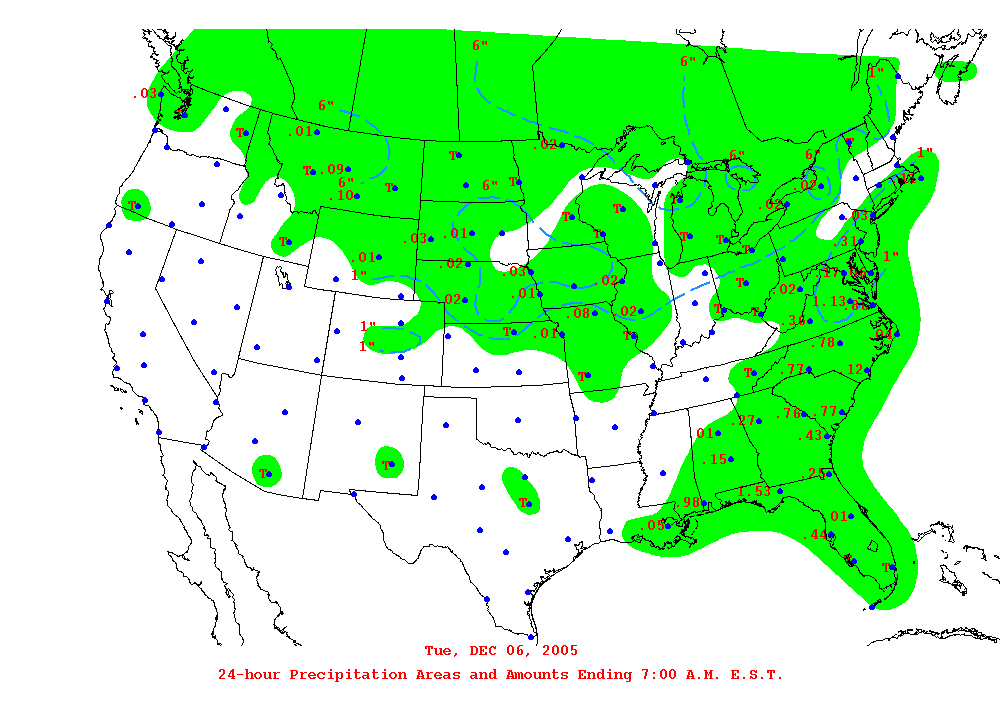 6"
6"
1"
.03
6"
T
.01
.02
T
6"
6"
1"
T
T
.09
6"
.10
T
T
6"
T
.02
T
T
.02
T
T
.03
T
.03
.01
T
T
T
T
.31
.01
1"
.02
.03
.02
T
.02
.17
.06
1"
.02
.01
.08
.02
T
T
1.13
.36
1"
1"
T
.01
T
.78
.04
T
T
.77
.12
.27
.76
.77
01
.43
T
T
.15
.25
T
.98
1.53
.05
01
.44
T
Tue, DEC 06, 2005
24-hour Precipitation Areas and Amounts Ending 7:00 A.M. E.S.T.